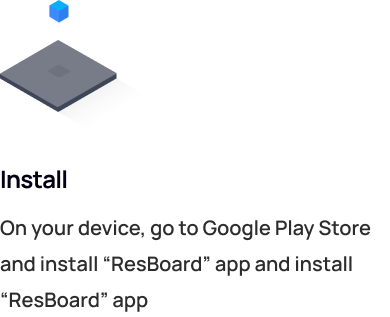 Install
On your device, go to Google Play Store
and install “ResBoard” app and install
“ResBoard” app